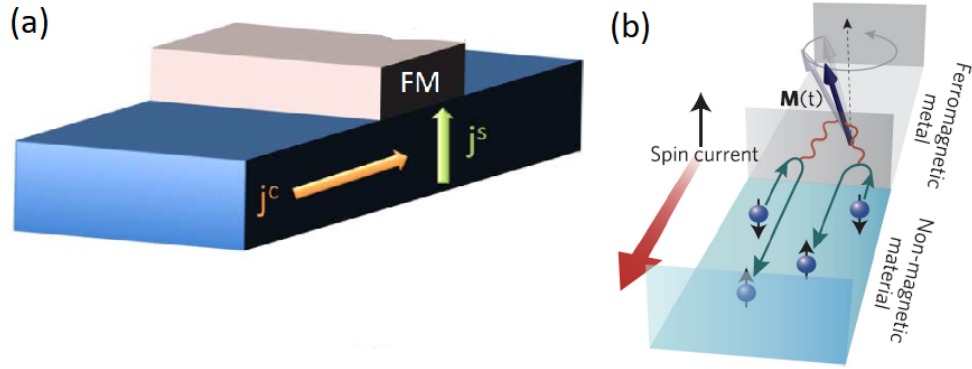 (a)
FM
j^s
j^c
(b)
M(t)
Spin current
Ferromagnetic
metal
Non-magnetic
material